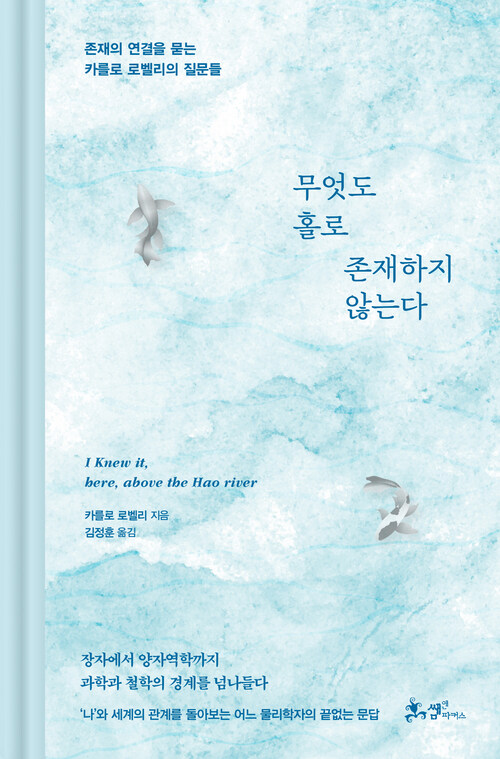 존재의 연결을 묻는
카를로 로벨리의 질문들
무엇도
홀로
존재하지
않는다
I Knew it,
here, above the Hao river
카를로 로벨리 지음
김정훈 옮김
장자에서 양자역학까지
과학과 철학의 경계를 넘나들다
‘나’와 세계의 관계를 돌아보는 어느 물리학자의 끝없는 문답
쌤앤파커스